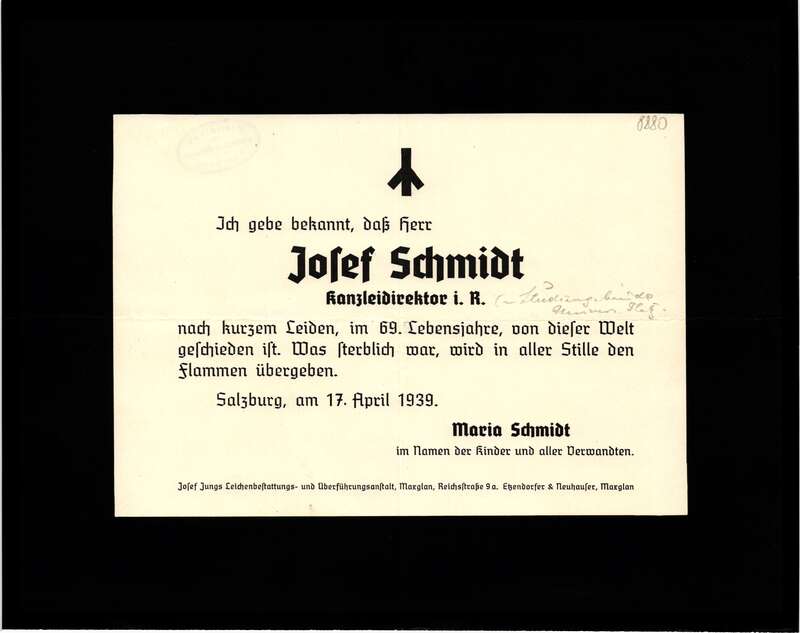 8880
Ich gebe bekannt, daß Herr
Josef Schmidt
Kanzleidirektor i. R.
nach kurzem Leiden, im 69. Lebensjahre, von dieser Welt
geschieden ist. Was sterblich war, wird in aller Stille den
Flammen übergeben.
Salzburg, am 17. April 1939.
Maria Schmidt
im Namen der Kinder und aller Verwandten.
Josef Jungs Leichenbestattungs- und Überführungsanstalt, Maxglan, Reichsstraße 9a. Etzendorfer & Neuhauser, Maxglan